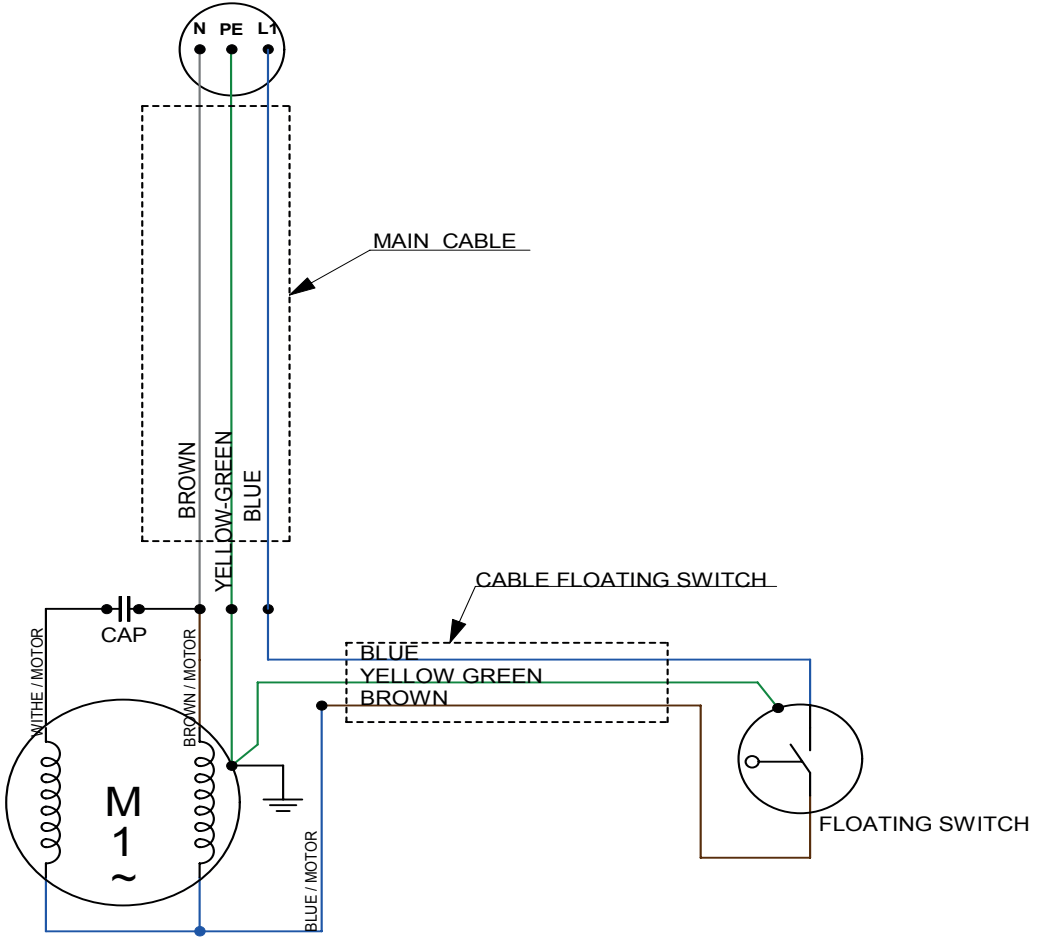 N PE L1
MAIN CABLE
BROWN
YELLOW-GREEN
BLUE
CABLE FLOATING SWITCH
CAP
WITHE / MOTOR
BROWN / MOTOR
BLUE
YELLOW GREEN
BROWN
M
1
~
BLUE / MOTOR
FLOATING SWITCH